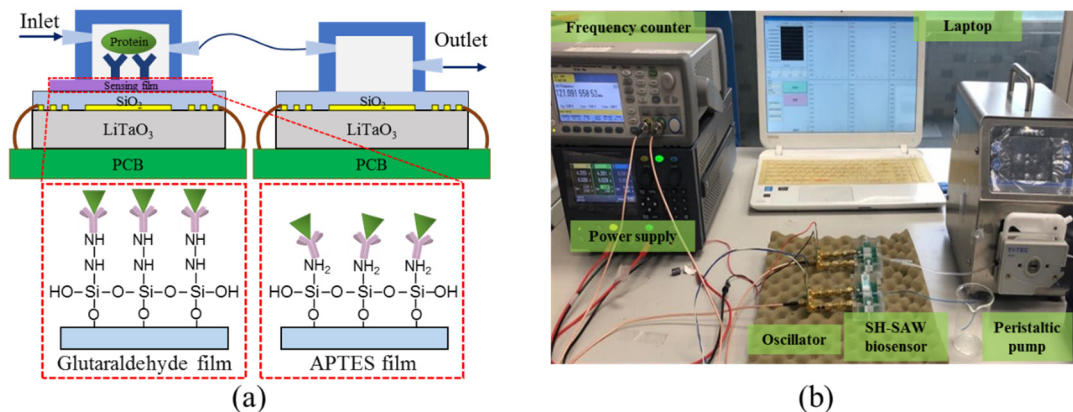 Inlet
Protein
Outlet
Sensing film
SiO2
SiO2
LiTaO3
LiTaO3
PCB
PCB
NH
NH
NH
NH
NH
NH
NH2
NH2
NH2
HO-Si-O-Si-O-Si-OH
HO-Si-O-Si-O-Si-OH
O
O
O
O
O
O
Glutaraldehyde film
APTES film
(a)
Frequency counter
Laptop
Power supply
Oscillator
SH-SAW
biosensor
Peristaltic
pump
(b)